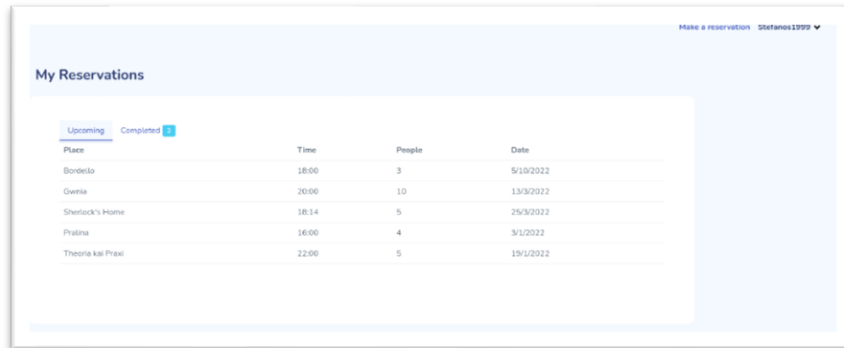 Make a reservation Stefanos1999
My Reservations
Upcoming Completed 3
Place Time People Date
Bordello 18:00 3 5/10/2022
Gwnia 20:00 10 13/3/2022
Sherlock's Home 18:14 5 25/3/2022
Pralina 16:00 4 3/1/2022
Theoria kai Praxi 22:00 5 19/1/2022